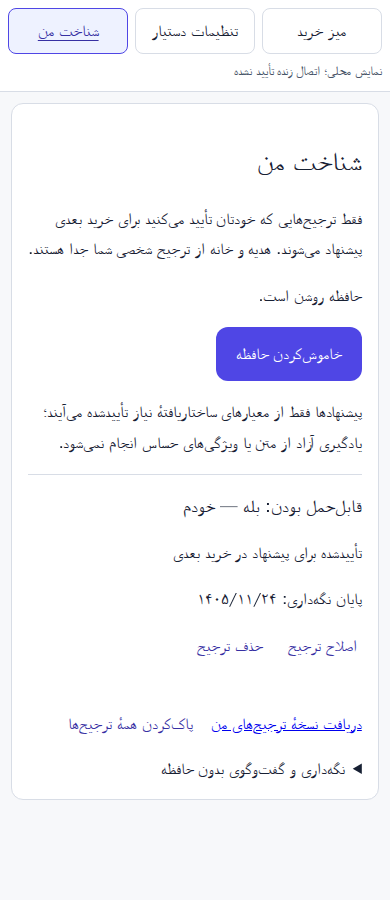 میز خرید
تنظیمات دستیار
شناخت من
نمایش محلی؛ اتصال زنده تأیید نشده
شناخت من
فقط ترجیح‌هایی که خودتان تأیید می‌کنید برای خرید بعدی
پیشنهاد می‌شوند. هدیه و خانه از ترجیح شخصی شما جدا هستند.
حافظه روشن است.
خاموش‌کردن حافظه
پیشنهادها فقط از معیارهای ساختاریافتهٔ نیاز تأییدشده می‌آیند؛
یادگیری آزاد از متن یا ویژگی‌های حساس انجام نمی‌شود.
قابل‌حمل بودن: بله — خودم
تأییدشده برای پیشنهاد در خرید بعدی
پایان نگه‌داری: ۱۴۰۵/۱۱/۲۴
اصلاح ترجیح
حذف ترجیح
دریافت نسخهٔ ترجیح‌های من
پاک‌کردن همهٔ ترجیح‌ها
نگه‌داری و گفت‌وگوی بدون حافظه